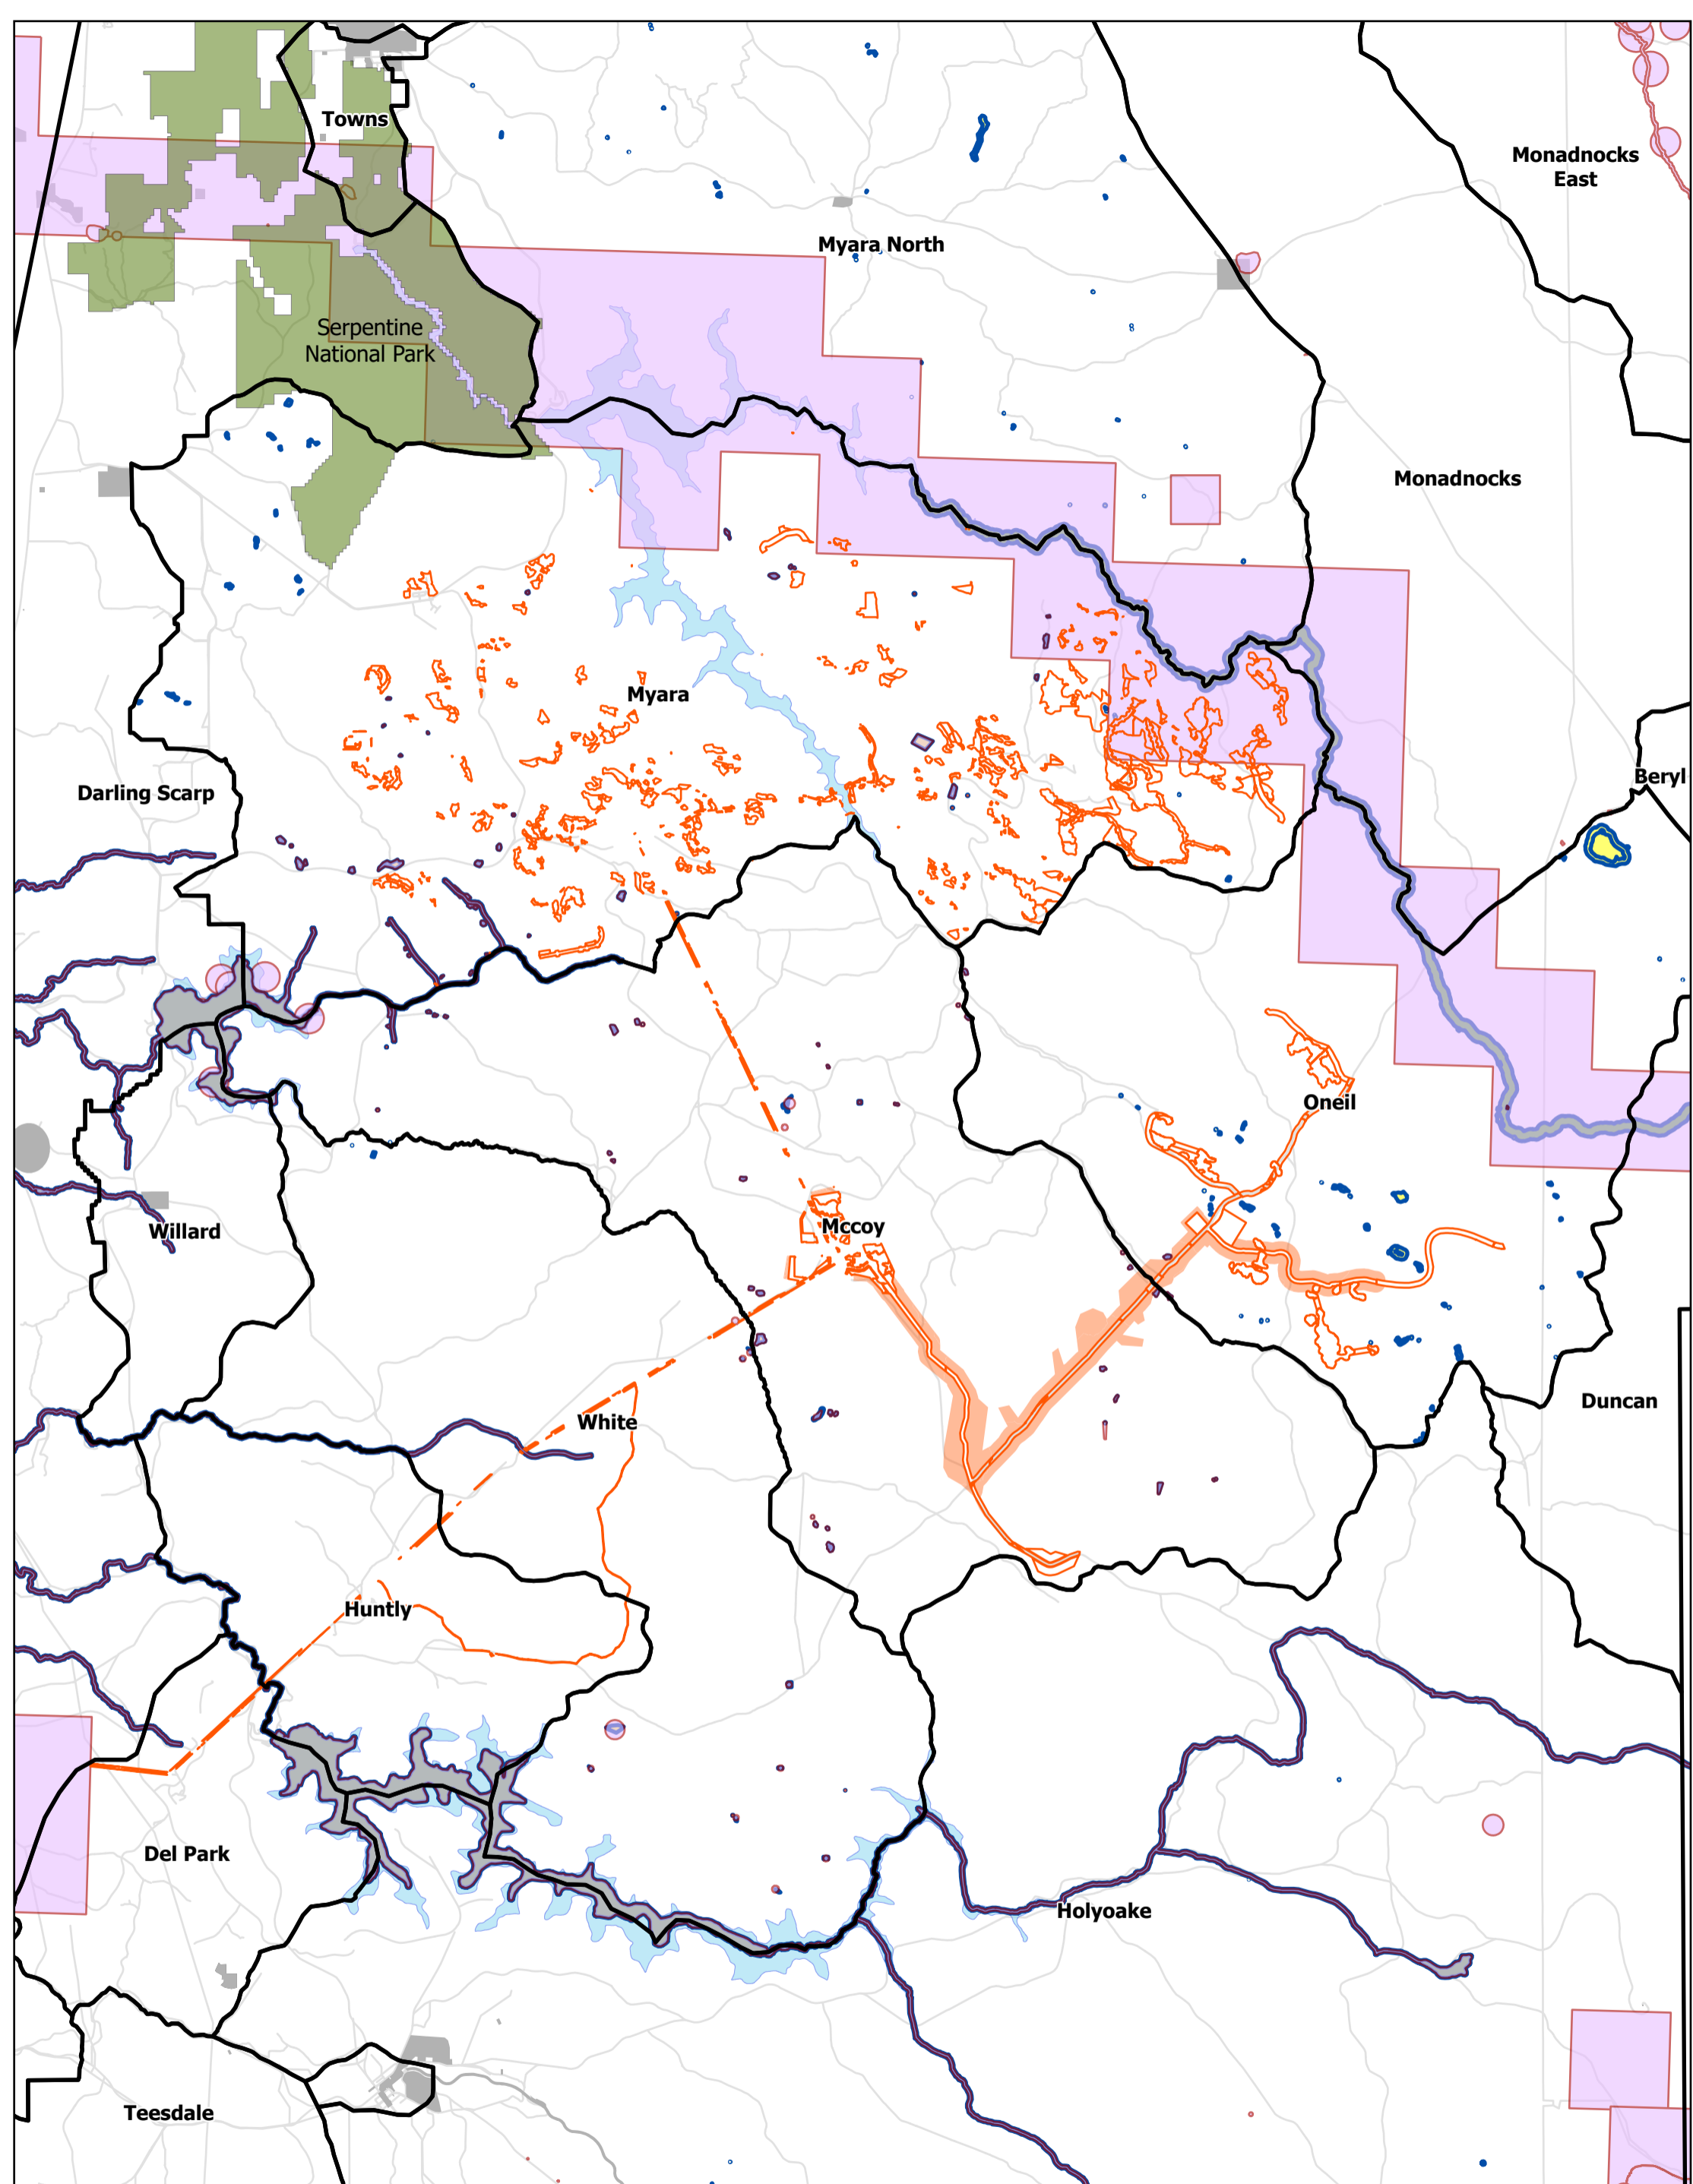 Towns
Monadnocks
East
Myara North
Serpentine
National Park
Monadnocks
Myara
Beryl
Darling Scarp
Oneil
Mccoy
Willard
Duncan
White
Huntly
Del Park
Holyoake
Teesdale